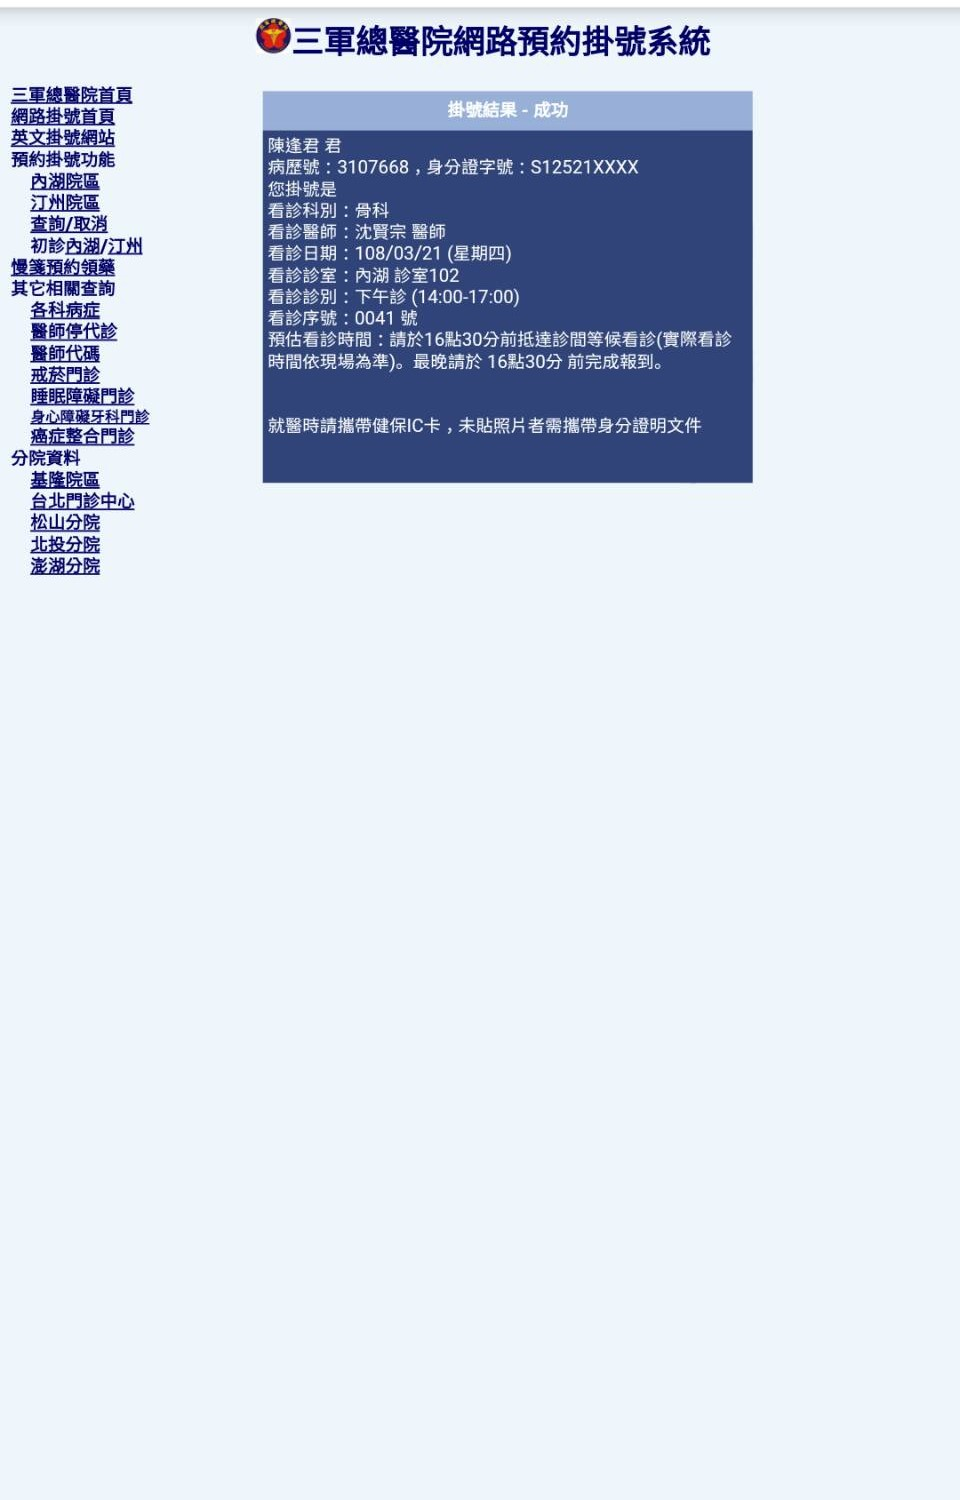 三軍總醫院網路預約掛號系統
三軍總醫院首頁
網路掛號首頁
英文掛號網站
預約掛號功能
內湖院區
汀州院區
查詢/取消
初診內湖/汀州
慢箋預約領藥
其它相關查詢
各科病症
醫師停代診
醫師代碼
戒菸門診
睡眠障礙門診
身心障礙牙科門診
癌症整合門診
分院資料
基隆院區
台北門診中心
松山分院
北投分院
澎湖分院
掛號結果 - 成功
陳逢君 君
病歷號：3107668，身分證字號：S12521XXXX
您掛號是
看診科別：骨科
看診醫師：沈賢宗 醫師
看診日期：108/03/21 (星期四)
看診診室：內湖 診室102
看診診別：下午診 (14:00-17:00)
看診序號：0041 號
預估看診時間：請於16點30分前抵達診間等候看診(實際看診
時間依現場為準)。最晚請於 16點30分 前完成報到。
就醫時請攜帶健保IC卡，未貼照片者需攜帶身分證明文件